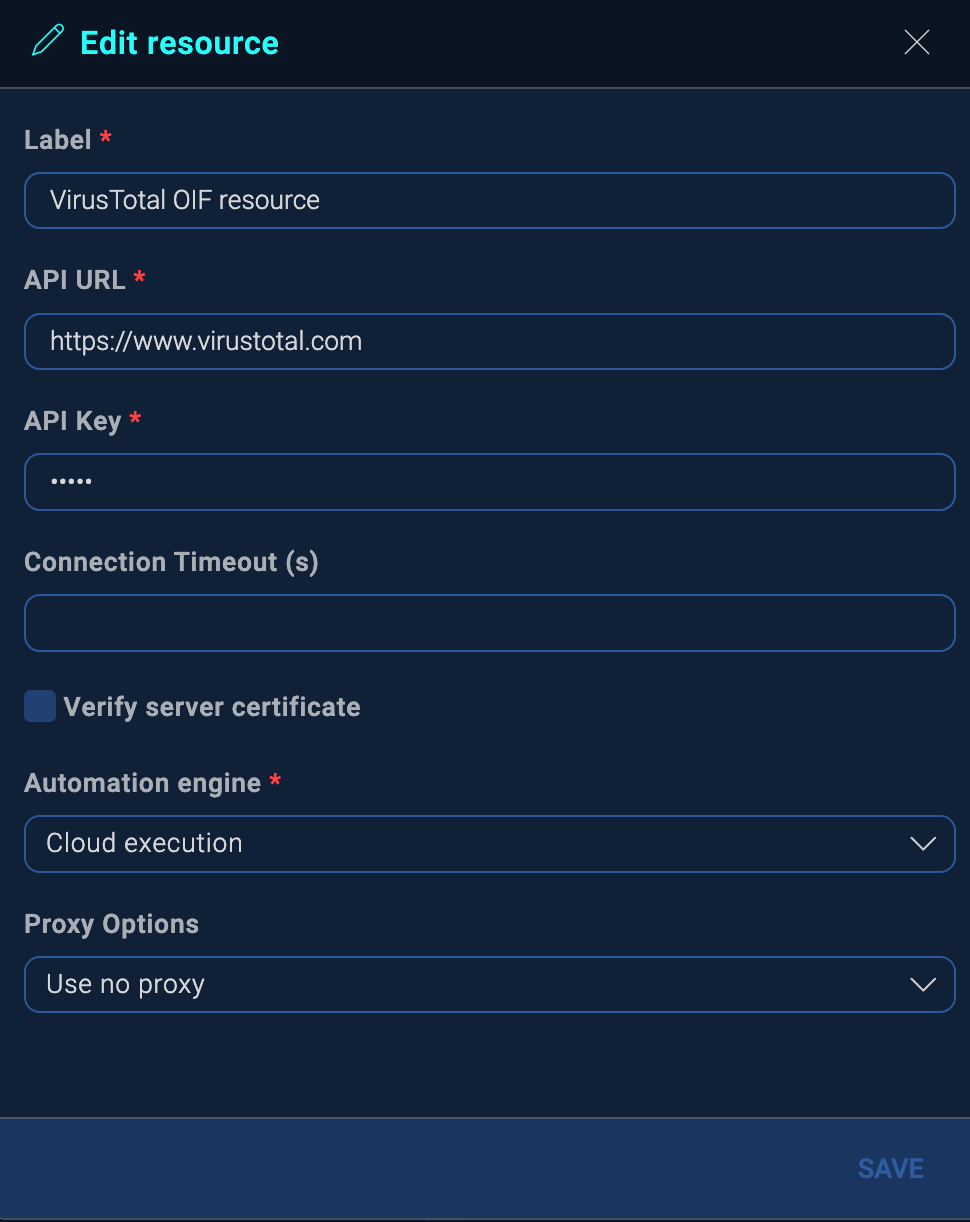 Edit resource
Label *
VirusTotal OIF resource
API URL *
https://www.virustotal.com
API Key *
•••••
Connection Timeout (s)
Verify server certificate
Automation engine *
Cloud execution
Proxy Options
Use no proxy
SAVE